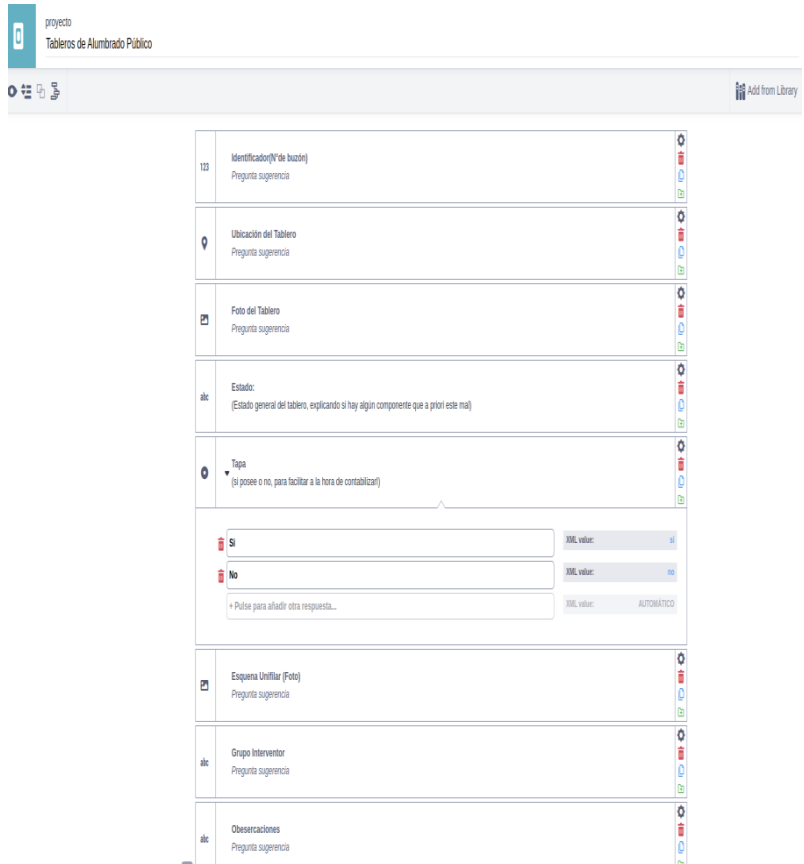 proyecto
Tableros de Alumbrado Público
Add from Library
123
Identificador(N°de buzón)
Pregunta sugerencia
Ubicación del Tablero
Pregunta sugerencia
Foto del Tablero
Pregunta sugerencia
abc
Estado:
(Estado general del tablero, explicando si hay algún componente que a priori este mal)
Tapa
(si posee o no, para facilitar a la hora de contabilizarl)
Si
XML value: si
No
XML value: no
+ Pulse para añadir otra respuesta...
XML value: AUTOMÁTICO
Esquena Unifilar (Foto)
Pregunta sugerencia
abc
Grupo Interventor
Pregunta sugerencia
abc
Obesercaciones
Pregunta sugerencia